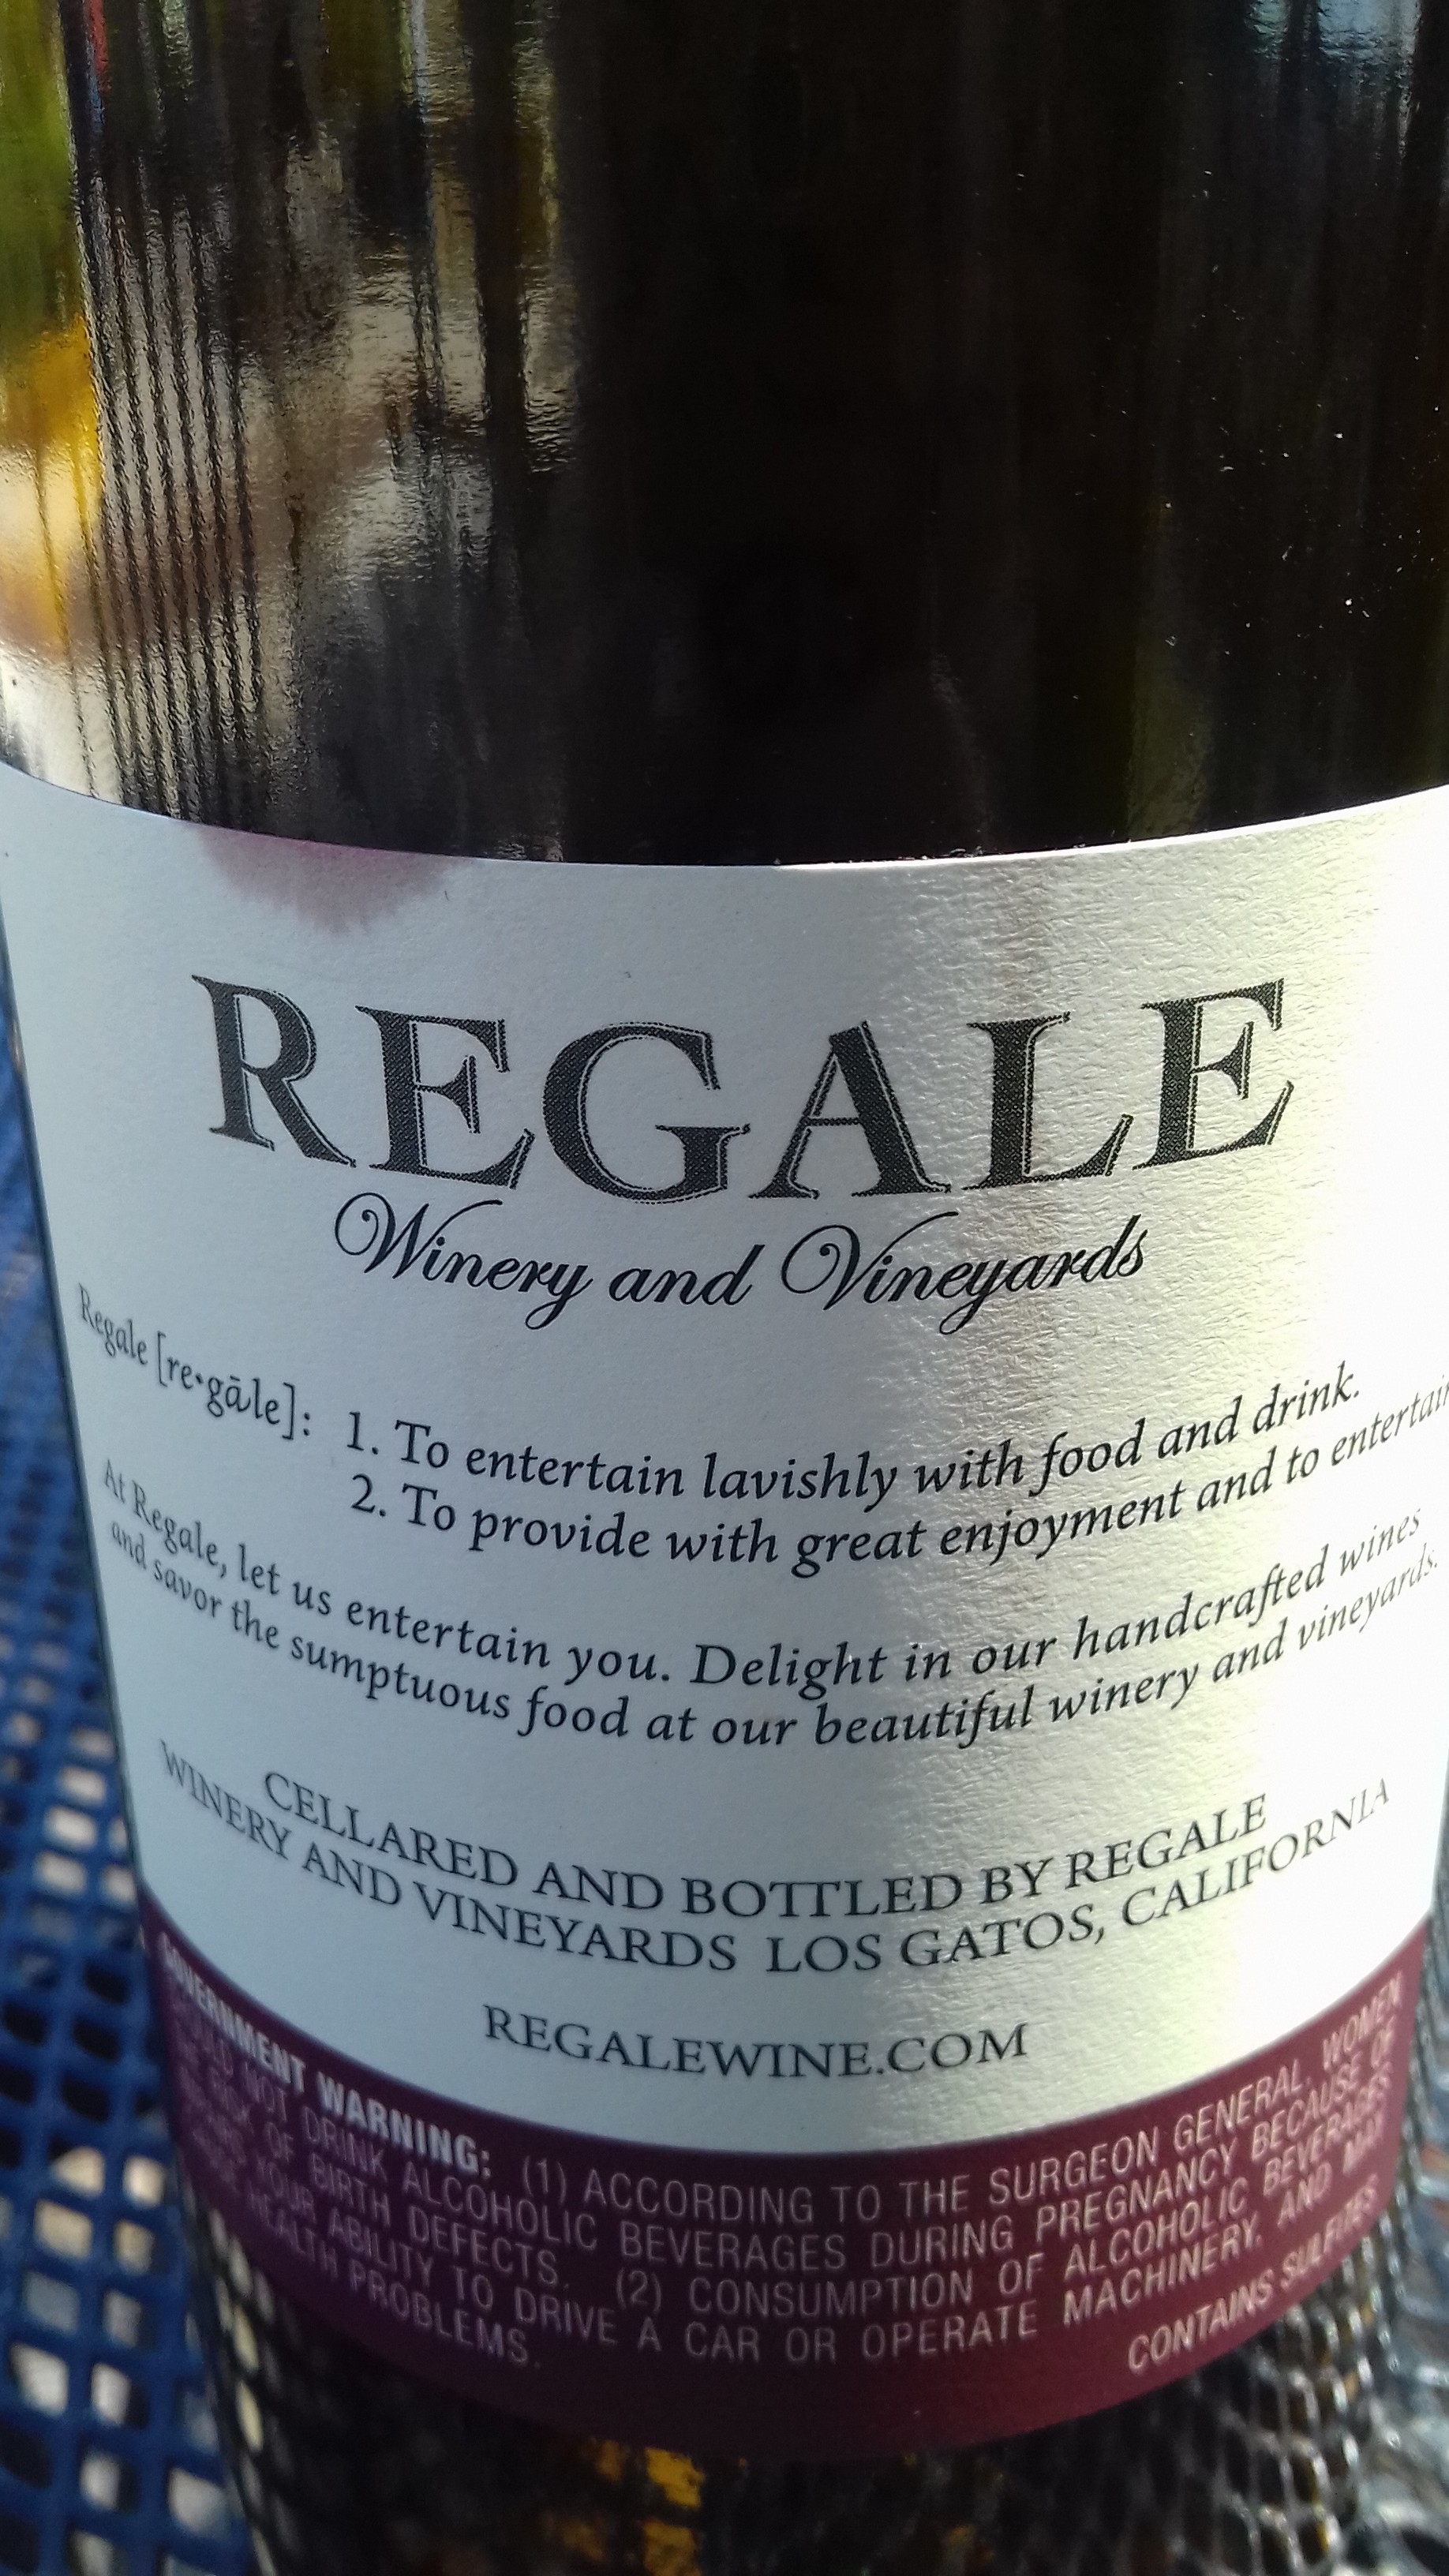 REGALE
Winery and Vineyards
Regale [re•gāle]: 1. To entertain lavishly with food and drink.
2. To provide with great enjoyment and to entertain
At Regale, let us entertain you. Delight in our handcrafted wines
and savor the sumptuous food at our beautiful winery and vineyards.
CELLARED AND BOTTLED BY REGALE
WINERY AND VINEYARDS LOS GATOS, CALIFORNIA
REGALEWINE.COM
GOVERNMENT WARNING: (1) ACCORDING TO THE SURGEON GENERAL, WOMEN
SHOULD NOT DRINK ALCOHOLIC BEVERAGES DURING PREGNANCY BECAUSE OF
RISK OF BIRTH DEFECTS. (2) CONSUMPTION OF ALCOHOLIC BEVERAGES
YOUR ABILITY TO DRIVE A CAR OR OPERATE MACHINERY, AND MAY
HEALTH PROBLEMS.
CONTAINS SULFITES